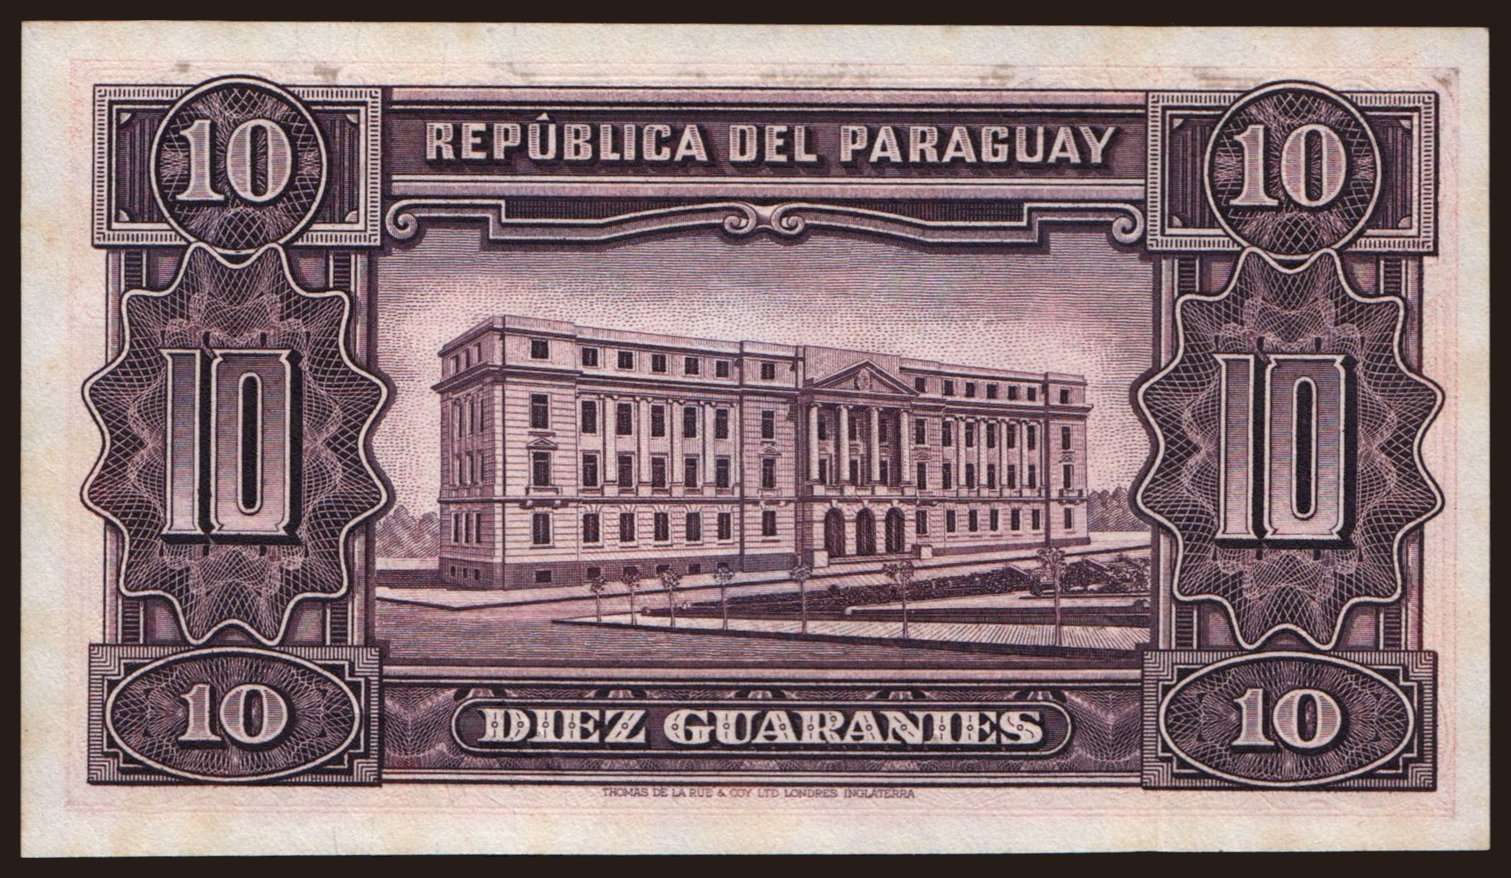 10 REPÚBLICA DEL PARAGUAY 10
10 10
10 DIEZ GUARANIES 10
THOMAS DE LA RUE & COY LTD LONDRES INGLATERRA